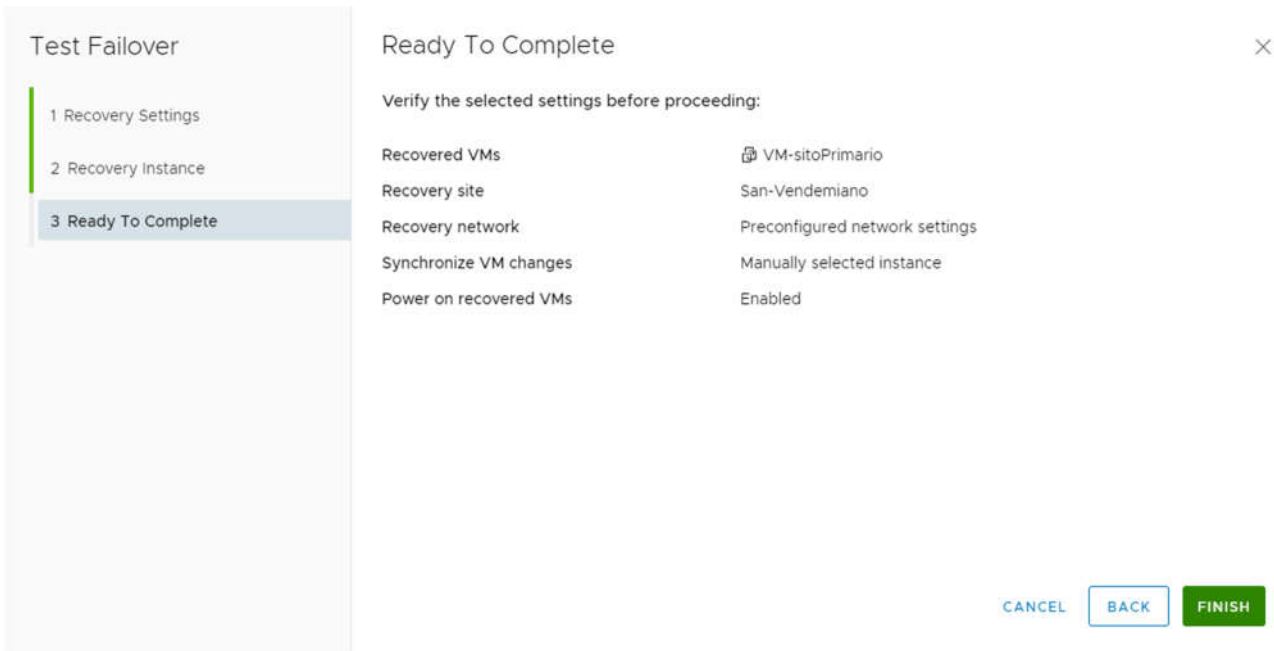 Test Failover
1 Recovery Settings
2 Recovery Instance
3 Ready To Complete
Ready To Complete
Verify the selected settings before proceeding:
Recovered VMs VM-sitoPrimario
Recovery site San-Vendemiano
Recovery network Preconfigured network settings
Synchronize VM changes Manually selected instance
Power on recovered VMs Enabled
CANCEL BACK FINISH